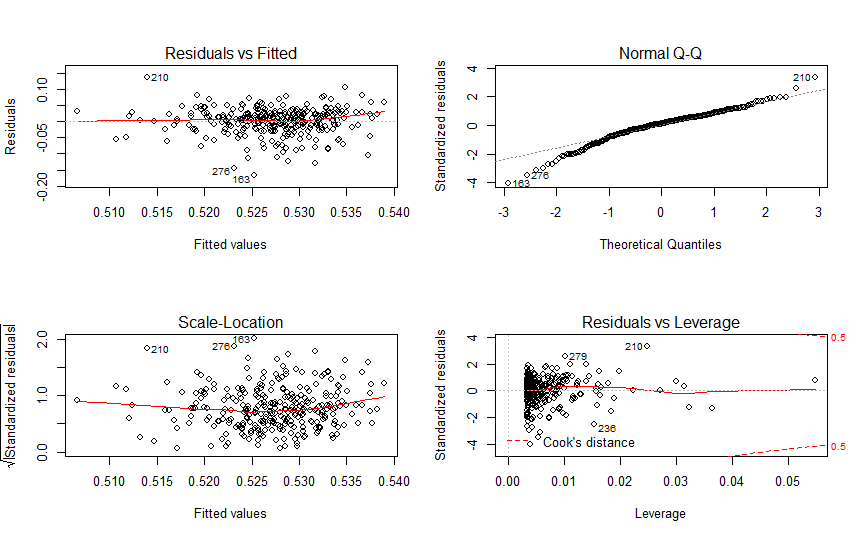 Residuals vs Fitted
Residuals
0.10
-0.05
-0.20
210
276
163
0.510 0.515 0.520 0.525 0.530 0.535 0.540
Fitted values
Normal Q-Q
Standardized residuals
4
2
0
-2
-4
210
276
163
-3 -2 -1 0 1 2 3
Theoretical Quantiles
Scale-Location
√|Standardized residuals|
2.0
1.0
0.0
210
276
163
0.510 0.515 0.520 0.525 0.530 0.535 0.540
Fitted values
Residuals vs Leverage
Standardized residuals
4
2
0
-2
-4
279
210
236
0.5
0.5
Cook's distance
0.00 0.01 0.02 0.03 0.04 0.05
Leverage